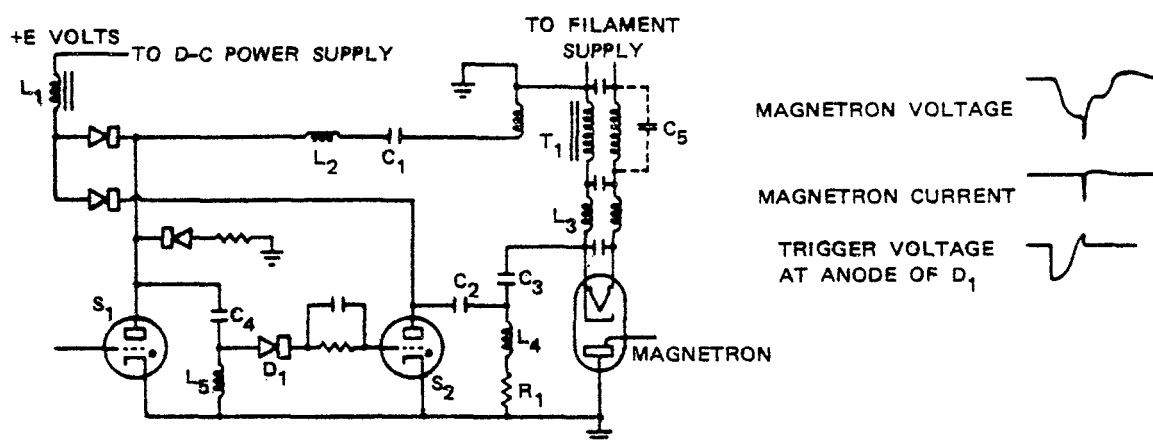 TO FILAMENT
SUPPLY
+E VOLTS
TO D-C POWER SUPPLY
L1
L2
C1
T1
C5
L3
C3
C2
S1
C4
D1
L5
S2
L4
R1
MAGNETRON
MAGNETRON VOLTAGE
MAGNETRON CURRENT
TRIGGER VOLTAGE
AT ANODE OF D1